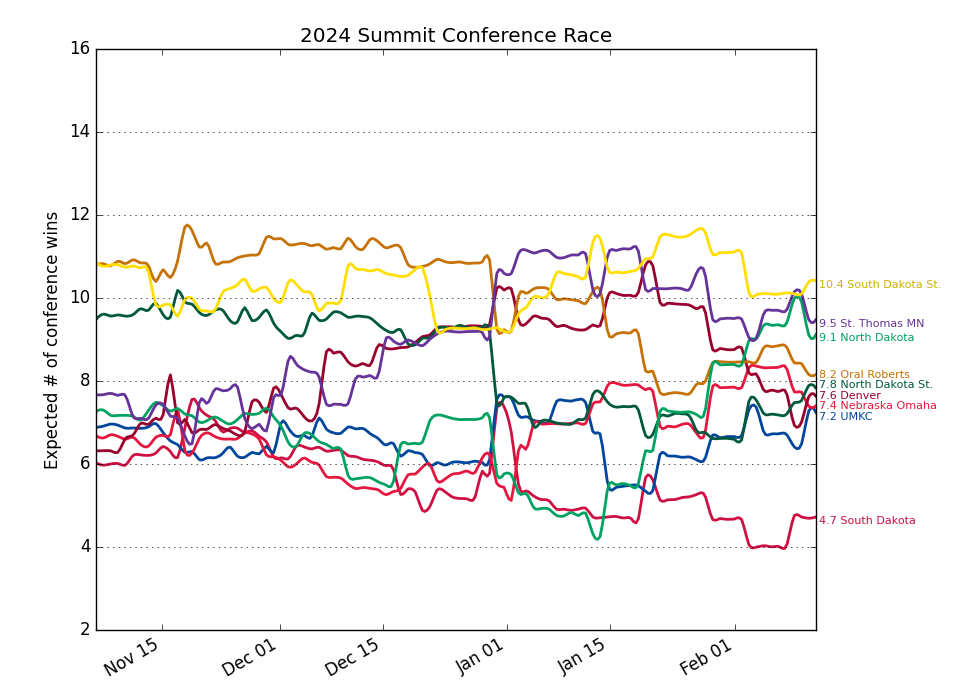 2024 Summit Conference Race
Expected # of conference wins
16
14
12
10
8
6
4
2
Nov 15
Dec 01
Dec 15
Jan 01
Jan 15
Feb 01
10.4 South Dakota St.
9.5 St. Thomas MN
9.1 North Dakota
8.2 Oral Roberts
7.8 North Dakota St.
7.6 Denver
7.4 Nebraska Omaha
7.2 UMKC
4.7 South Dakota